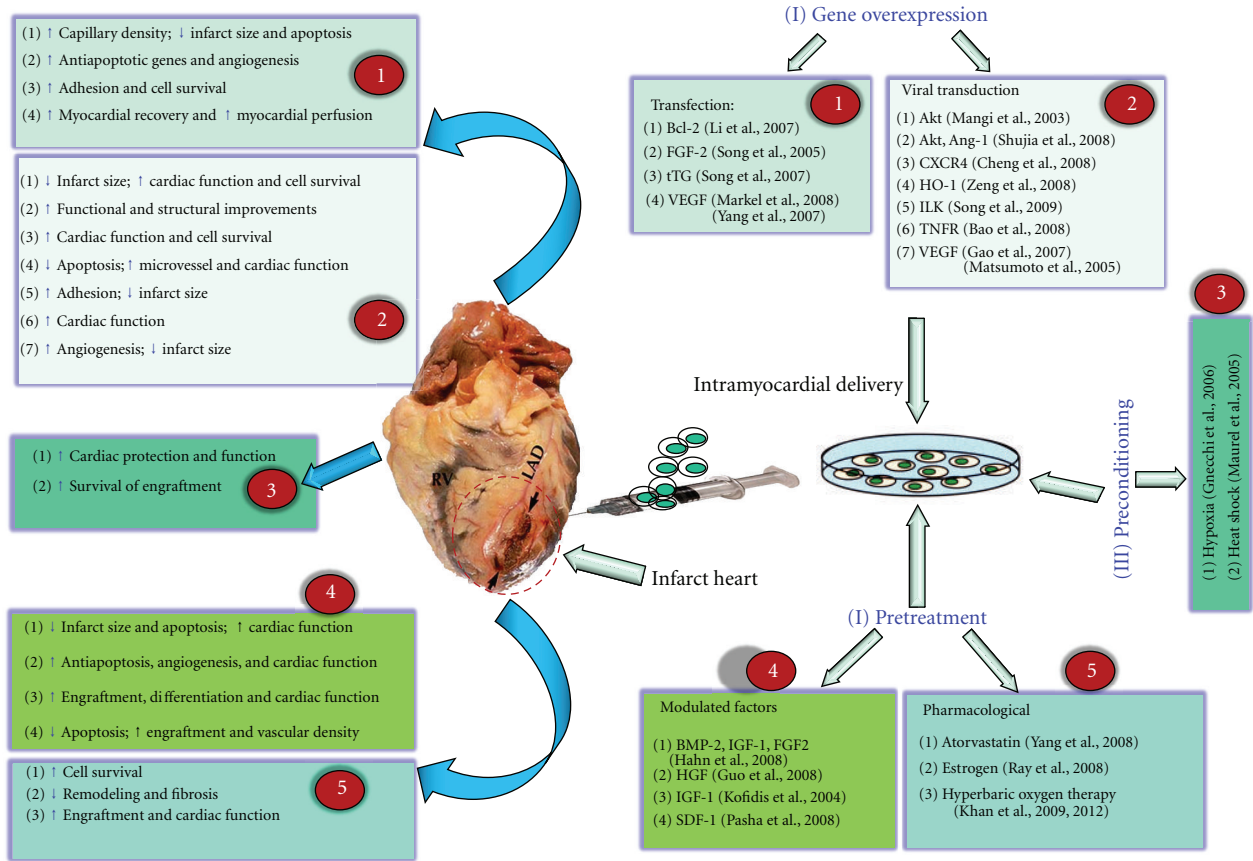 (1) ↑ Capillary density; ↓ infarct size and apoptosis
(2) ↑ Antiapoptotic genes and angiogenesis
(3) ↑ Adhesion and cell survival
(4) ↑ Myocardial recovery and ↑ myocardial perfusion
1
(1) ↓ Infarct size; ↑ cardiac function and cell survival
(2) ↑ Functional and structural improvements
(3) ↑ Cardiac function and cell survival
(4) ↓ Apoptosis; ↑ microvessel and cardiac function
(5) ↑ Adhesion; ↓ infarct size
(6) ↑ Cardiac function
(7) ↑ Angiogenesis; ↓ infarct size
2
(1) ↑ Cardiac protection and function
(2) ↑ Survival of engraftment
3
4
(1) ↓ Infarct size and apoptosis; ↑ cardiac function
(2) ↑ Antiapoptosis, angiogenesis, and cardiac function
(3) ↑ Engraftment, differentiation and cardiac function
(4) ↓ Apoptosis; ↑ engraftment and vascular density
(1) ↑ Cell survival
(2) ↓ Remodeling and fibrosis
(3) ↑ Engraftment and cardiac function
5
RV
LAD
Infarct heart
Intramyocardial delivery
(I) Gene overexpression
1
Transfection:
(1) Bcl-2 (Li et al., 2007)
(2) FGF-2 (Song et al., 2005)
(3) tTG (Song et al., 2007)
(4) VEGF (Markel et al., 2008)
(Yang et al., 2007)
2
Viral transduction
(1) Akt (Mangi et al., 2003)
(2) Akt, Ang-1 (Shujia et al., 2008)
(3) CXCR4 (Cheng et al., 2008)
(4) HO-1 (Zeng et al., 2008)
(5) ILK (Song et al., 2009)
(6) TNFR (Bao et al., 2008)
(7) VEGF (Gao et al., 2007)
(Matsumoto et al., 2005)
(III) Preconditioning
3
(1) Hypoxia (Gnecchi et al., 2006)
(2) Heat shock (Maurel et al., 2005)
(I) Pretreatment
4
Modulated factors
(1) BMP-2, IGF-1, FGF2
(Hahn et al., 2008)
(2) HGF (Guo et al., 2008)
(3) IGF-1 (Kofidis et al., 2004)
(4) SDF-1 (Pasha et al., 2008)
5
Pharmacological
(1) Atorvastatin (Yang et al., 2008)
(2) Estrogen (Ray et al., 2008)
(3) Hyperbaric oxygen therapy
(Khan et al., 2009, 2012)